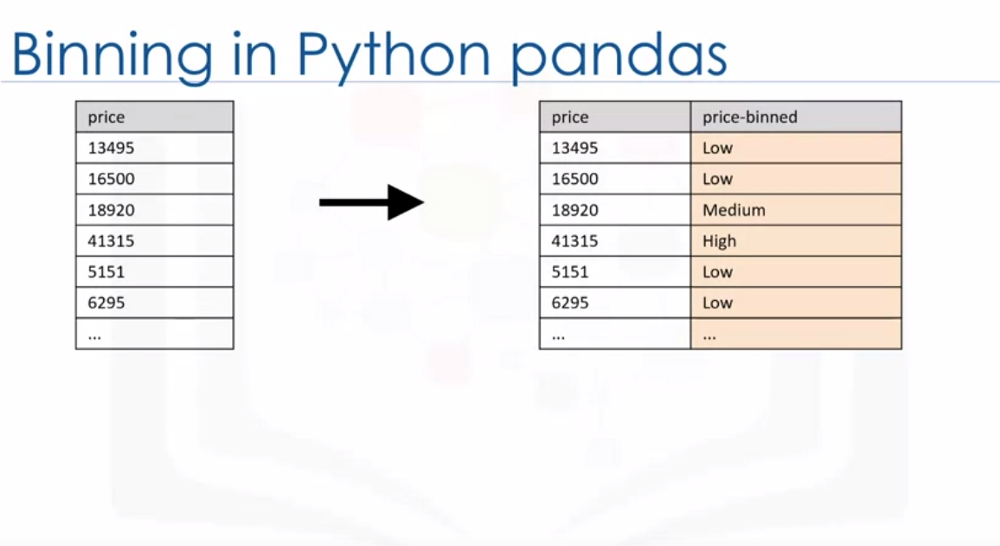 Binning in Python pandas
price
13495
16500
18920
41315
5151
6295
...
price price-binned
13495 Low
16500 Low
18920 Medium
41315 High
5151 Low
6295 Low
... ...